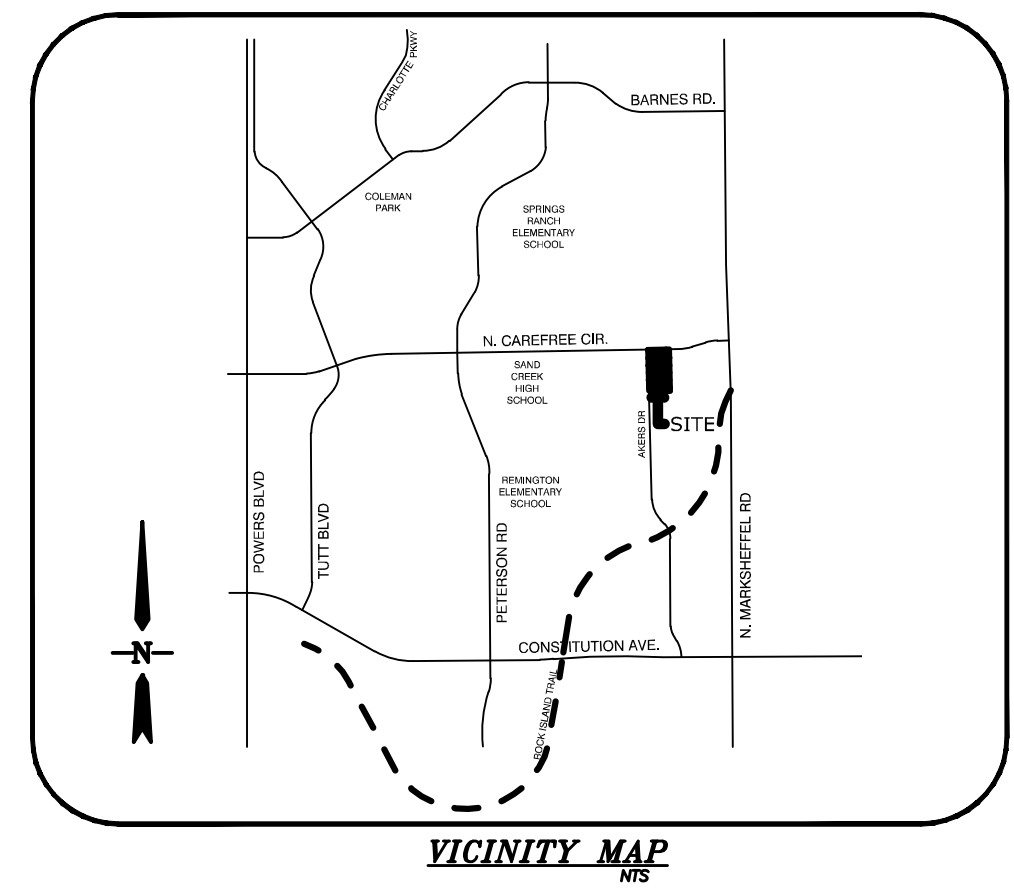 CHARLOTTE PKWY
BARNES RD.
COLEMAN
PARK
SPRINGS
RANCH
ELEMENTARY
SCHOOL
N. CAREFREE CIR.
SAND
CREEK
HIGH
SCHOOL
AKERS DR
SITE
REMINGTON
ELEMENTARY
SCHOOL
POWERS BLVD
TUTT BLVD
PETERSON RD
N. MARKSHEFFEL RD
N
CONSTITUTION AVE.
ROCK ISLAND TRAIL
VICINITY MAP
NTS